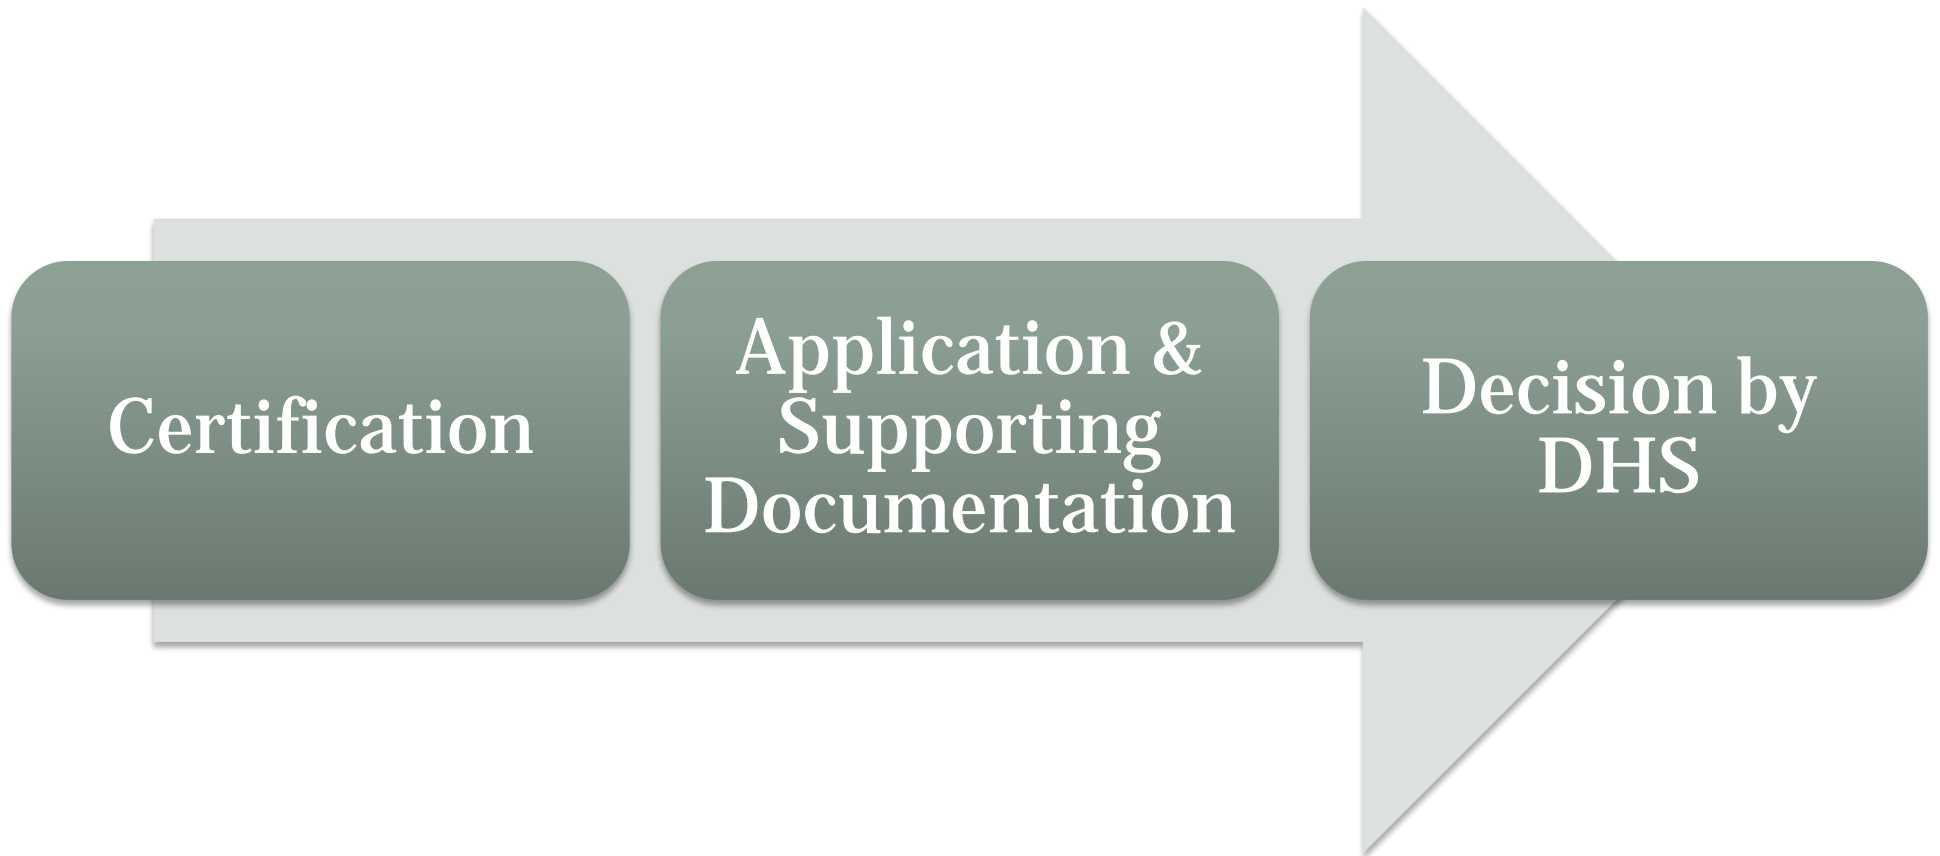 Certification
Application &
Supporting
Documentation
Decision by
DHS